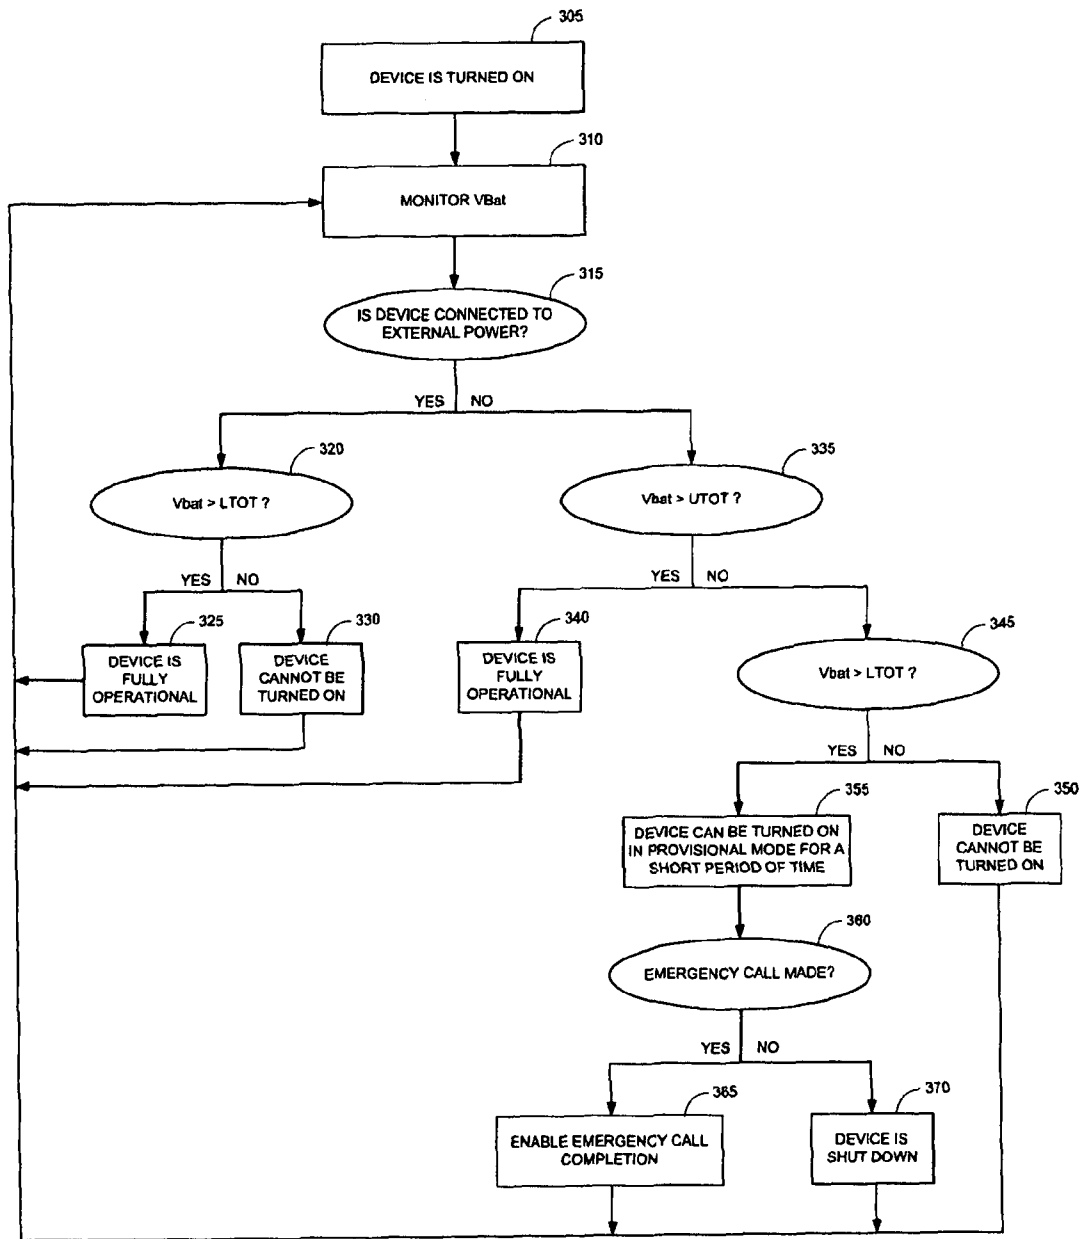 305
DEVICE IS TURNED ON
310
MONITOR VBat
315
IS DEVICE CONNECTED TO
EXTERNAL POWER?
YES NO
320
Vbat > LTOT ?
335
Vbat > UTOT ?
YES NO
325
DEVICE IS
FULLY
OPERATIONAL
330
DEVICE
CANNOT BE
TURNED ON
YES NO
340
DEVICE IS
FULLY
OPERATIONAL
345
Vbat > LTOT ?
YES NO
355
DEVICE CAN BE TURNED ON
IN PROVISIONAL MODE FOR A
SHORT PERIOD OF TIME
350
DEVICE
CANNOT BE
TURNED ON
360
EMERGENCY CALL MADE?
YES NO
365
ENABLE EMERGENCY CALL
COMPLETION
370
DEVICE IS
SHUT DOWN